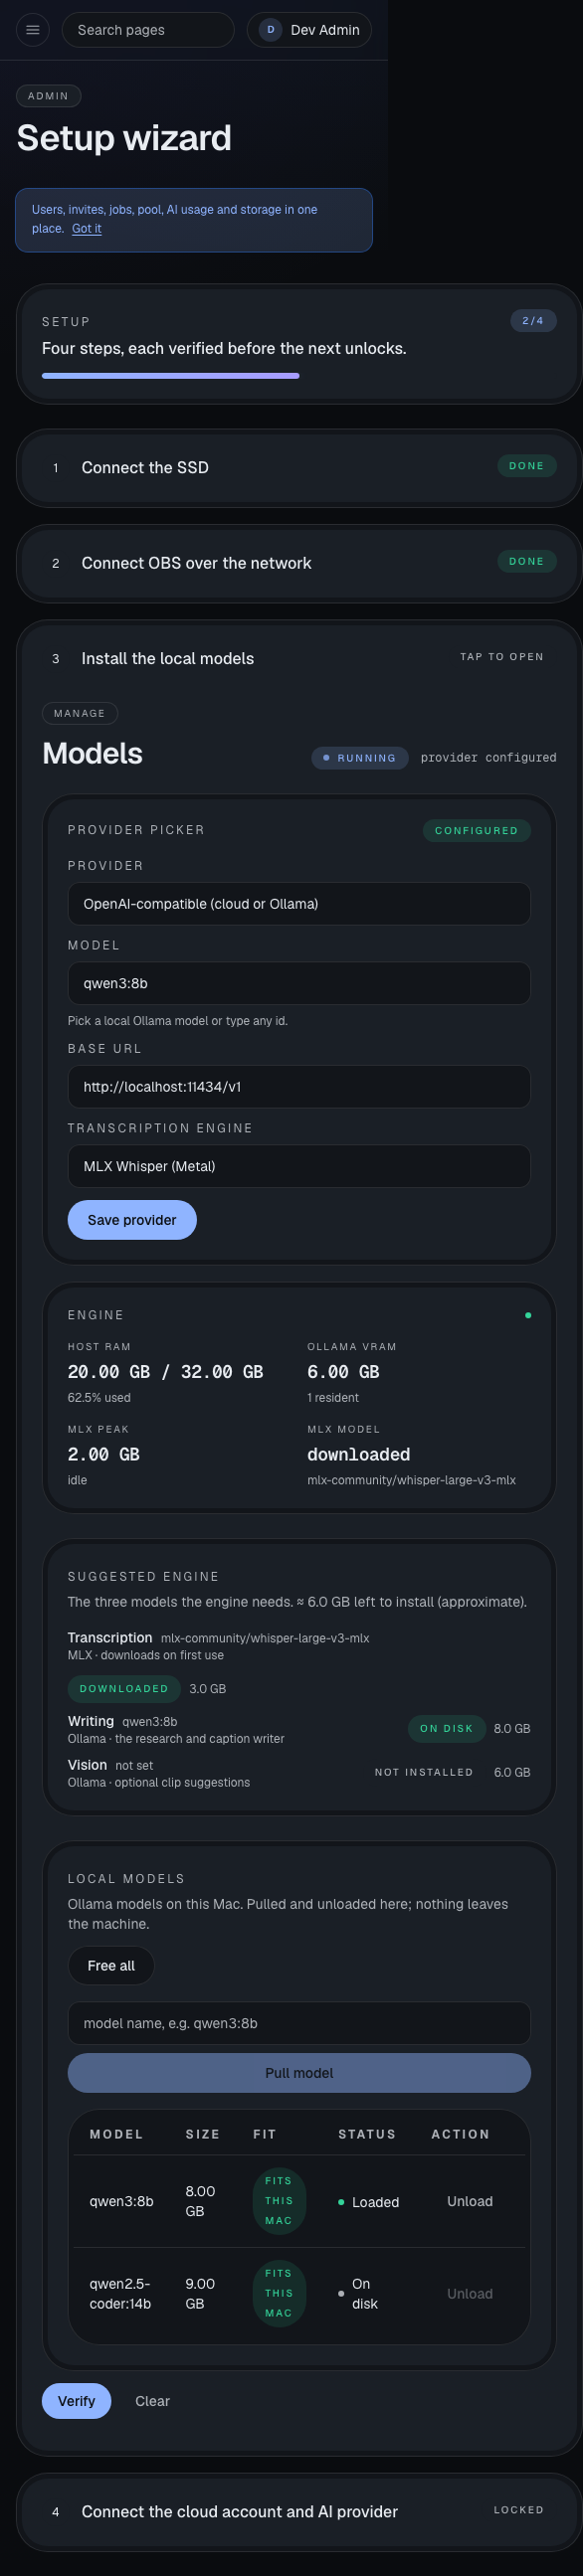 Search pages
D
Dev Admin
ADMIN
Setup wizard
Users, invites, jobs, pool, AI usage and storage in one
place. Got it
SETUP
2/4
Four steps, each verified before the next unlocks.
1
Connect the SSD
DONE
2
Connect OBS over the network
DONE
3
Install the local models
TAP TO OPEN
MANAGE
Models
RUNNING
provider configured
PROVIDER PICKER
CONFIGURED
PROVIDER
OpenAI-compatible (cloud or Ollama)
MODEL
qwen3:8b
Pick a local Ollama model or type any id.
BASE URL
http://localhost:11434/v1
TRANSCRIPTION ENGINE
MLX Whisper (Metal)
Save provider
ENGINE
HOST RAM
OLLAMA VRAM
20.00 GB / 32.00 GB
6.00 GB
62.5% used
1 resident
MLX PEAK
MLX MODEL
2.00 GB
downloaded
idle
mlx-community/whisper-large-v3-mlx
SUGGESTED ENGINE
The three models the engine needs. ≈ 6.0 GB left to install (approximate).
Transcription mlx-community/whisper-large-v3-mlx
MLX · downloads on first use
DOWNLOADED 3.0 GB
Writing qwen3:8b
Ollama · the research and caption writer
ON DISK 8.0 GB
Vision not set
Ollama · optional clip suggestions
NOT INSTALLED 6.0 GB
LOCAL MODELS
Ollama models on this Mac. Pulled and unloaded here; nothing leaves
the machine.
Free all
model name, e.g. qwen3:8b
Pull model
MODEL SIZE FIT STATUS ACTION
qwen3:8b
8.00
GB
FITS
THIS
MAC
Loaded
Unload
qwen2.5-
coder:14b
9.00
GB
FITS
THIS
MAC
On
disk
Unload
Verify
Clear
4
Connect the cloud account and AI provider
LOCKED